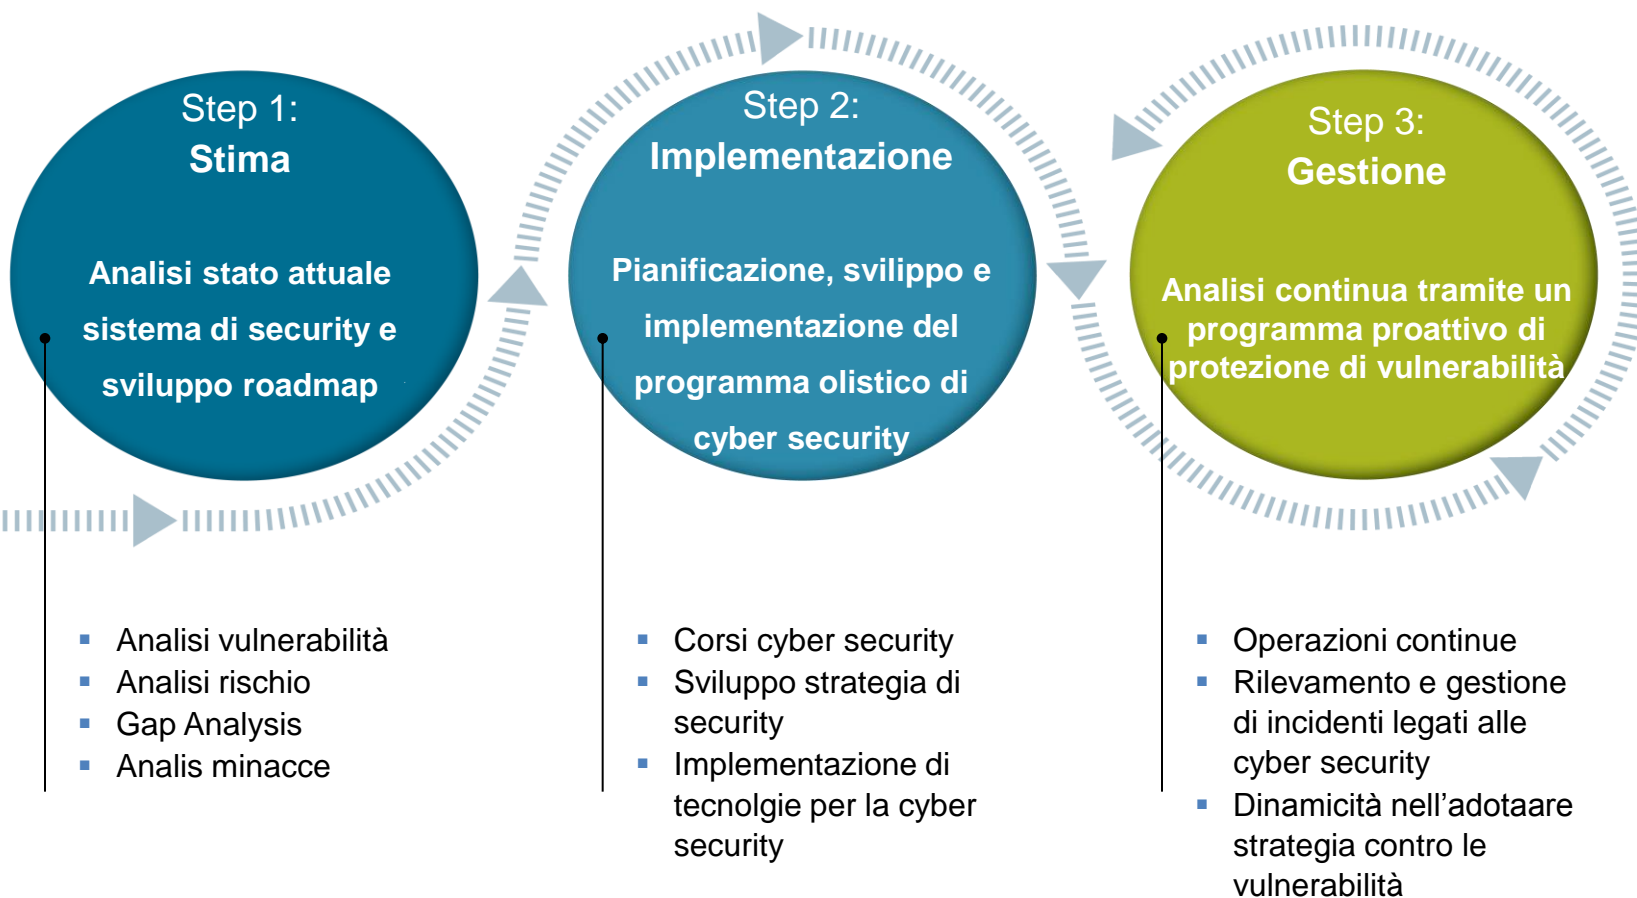 Step 1:
Stima
Analisi stato attuale
sistema di security e
sviluppo roadmap
Step 2:
Implementazione
Pianificazione, svilippo e
implementazione del
programma olistico di
cyber security
Step 3:
Gestione
Analisi continua tramite un
programma proattivo di
protezione di vulnerabilità
▪ Analisi vulnerabilità
▪ Analisi rischio
▪ Gap Analysis
▪ Analis minacce
▪ Corsi cyber security
▪ Sviluppo strategia di
security
▪ Implementazione di
tecnolgie per la cyber
security
▪ Operazioni continue
▪ Rilevamento e gestione
di incidenti legati alle
cyber security
▪ Dinamicità nell’adotaare
strategia contro le
vulnerabilità